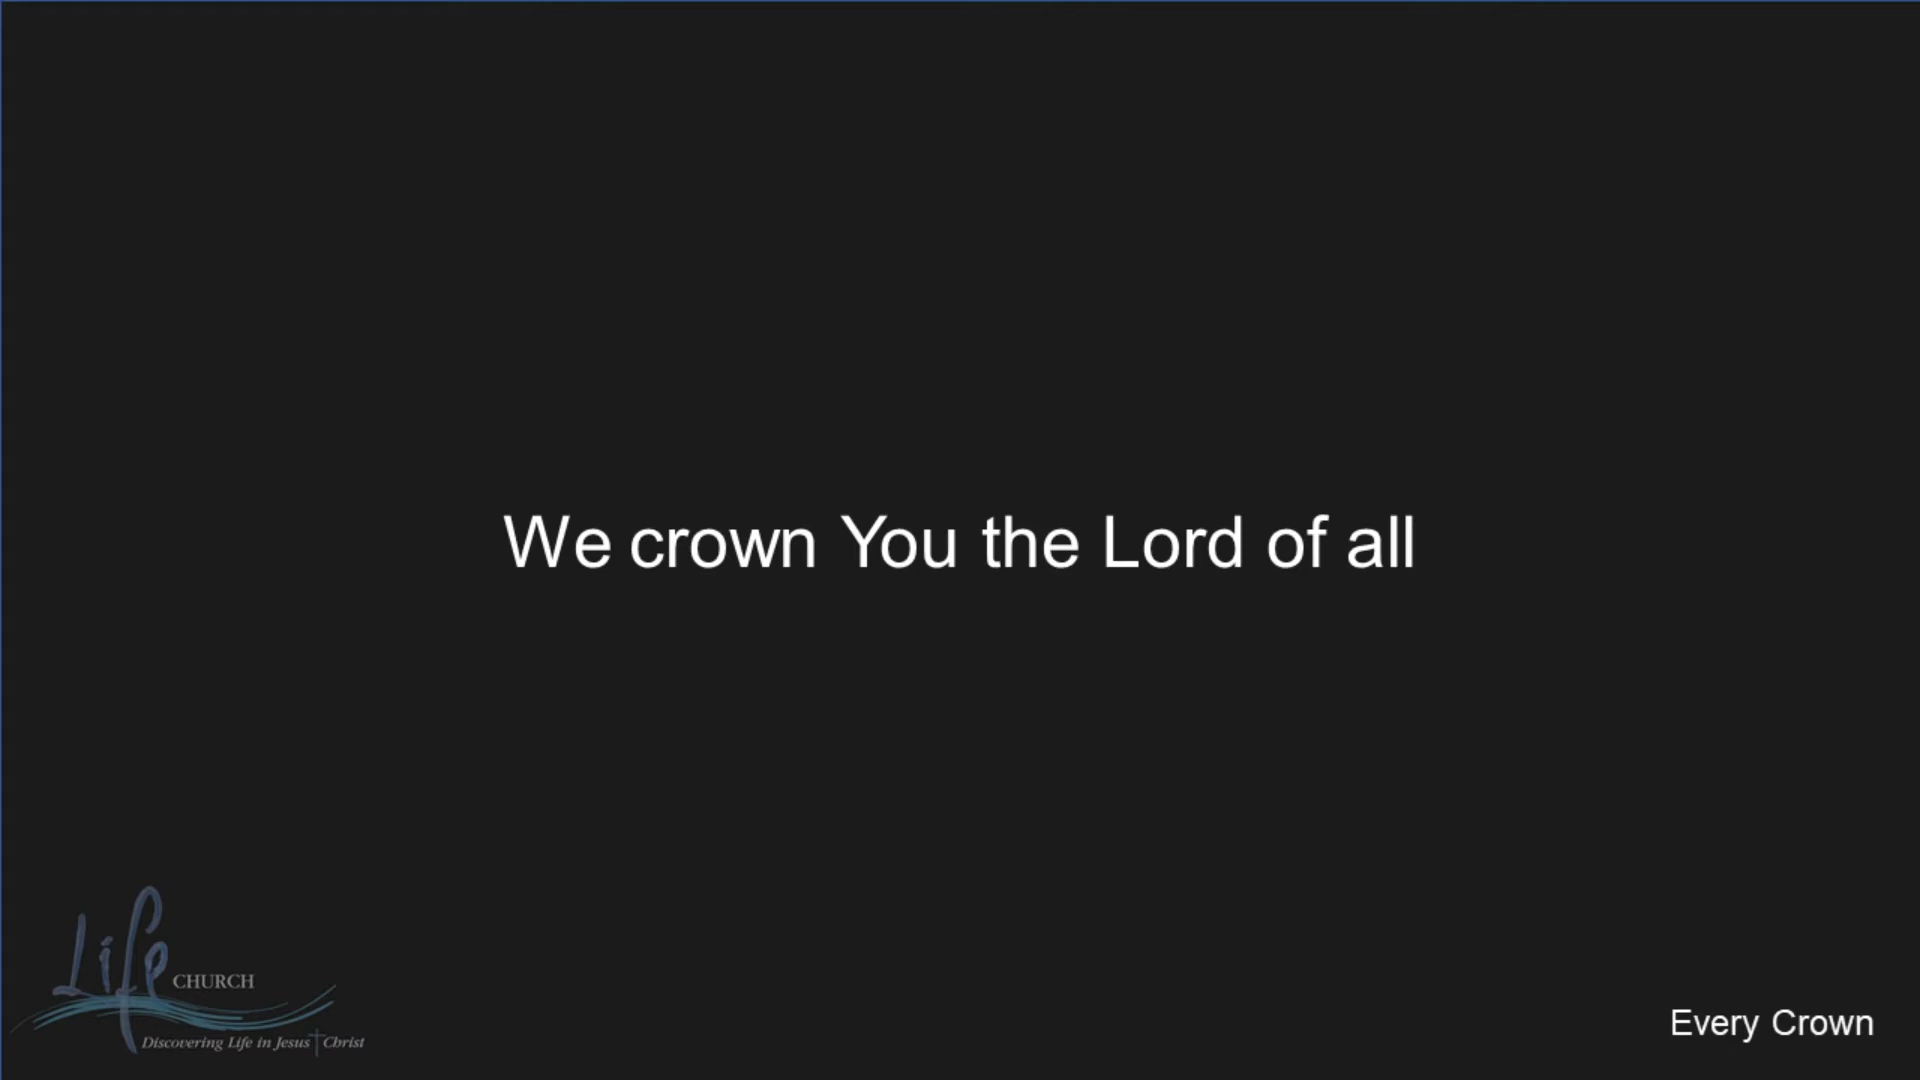 We crown You the Lord of all
Life CHURCH
Discovering Life in Jesus Christ
Every Crown